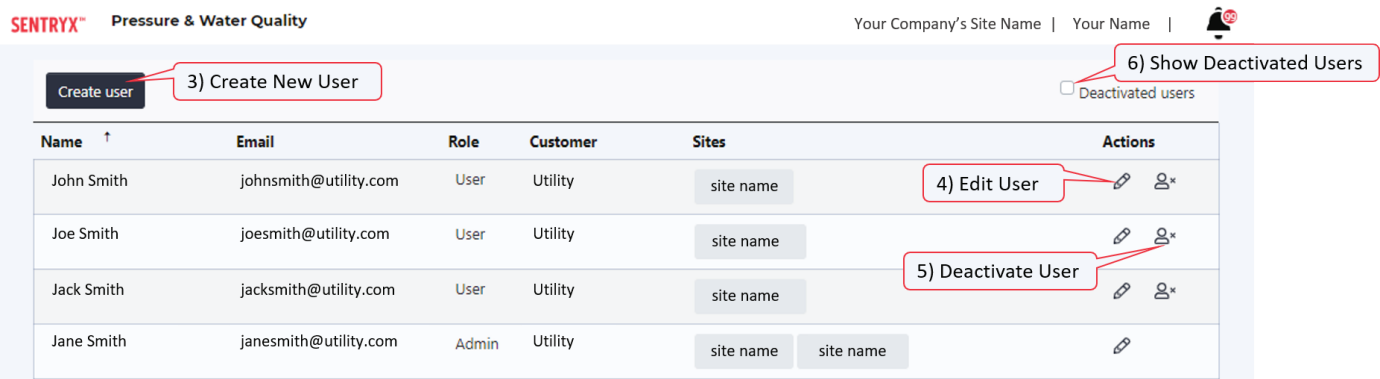 SENTRYX™ Pressure & Water Quality Your Company’s Site Name | Your Name | 99
6) Show Deactivated Users
3) Create New User
Create user
Deactivated users
Name ↑ Email Role Customer Sites Actions
John Smith johnsmith@utility.com User Utility site name
4) Edit User
Joe Smith joesmith@utility.com User Utility site name
5) Deactivate User
Jack Smith jacksmith@utility.com User Utility site name
Jane Smith janesmith@utility.com Admin Utility site name site name